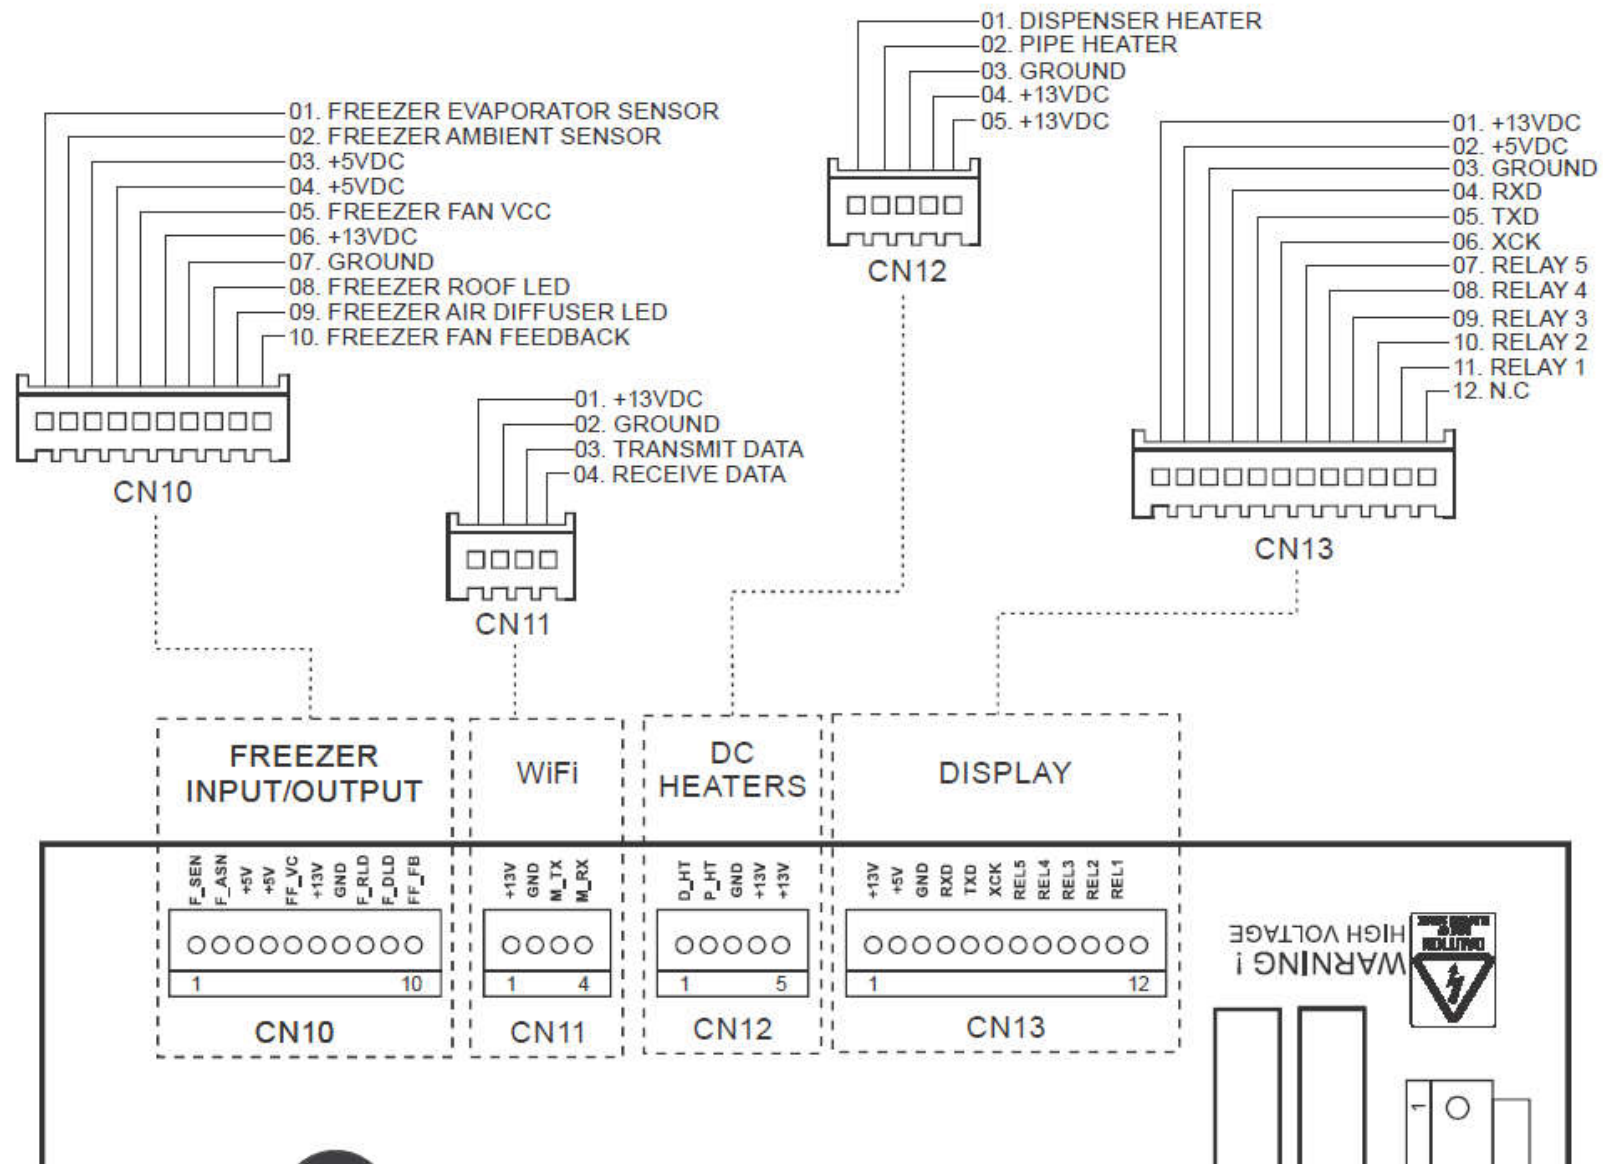 01. DISPENSER HEATER
02. PIPE HEATER
03. GROUND
04. +13VDC
05. +13VDC
CN12
01. FREEZER EVAPORATOR SENSOR
02. FREEZER AMBIENT SENSOR
03. +5VDC
04. +5VDC
05. FREEZER FAN VCC
06. +13VDC
07. GROUND
08. FREEZER ROOF LED
09. FREEZER AIR DIFFUSER LED
10. FREEZER FAN FEEDBACK
CN10
01. +13VDC
02. +5VDC
03. GROUND
04. RXD
05. TXD
06. XCK
07. RELAY 5
08. RELAY 4
09. RELAY 3
10. RELAY 2
11. RELAY 1
12. N.C
CN13
01. +13VDC
02. GROUND
03. TRANSMIT DATA
04. RECEIVE DATA
CN11
FREEZER
INPUT/OUTPUT
WiFi
DC
HEATERS
DISPLAY
F_SEN
F_ASN
+5V
+5V
FF_VC
+13V
GND
F_RLD
F_DLD
FF_FB
1 10
CN10
+13V
GND
M_TX
M_RX
1 4
CN11
D_HT
P_HT
GND
+13V
+13V
1 5
CN12
+13V
+5V
GND
RXD
TXD
XCK
REL5
REL4
REL3
REL2
REL1
1 12
CN13
WARNING !
HIGH VOLTAGE
CAUTION
1